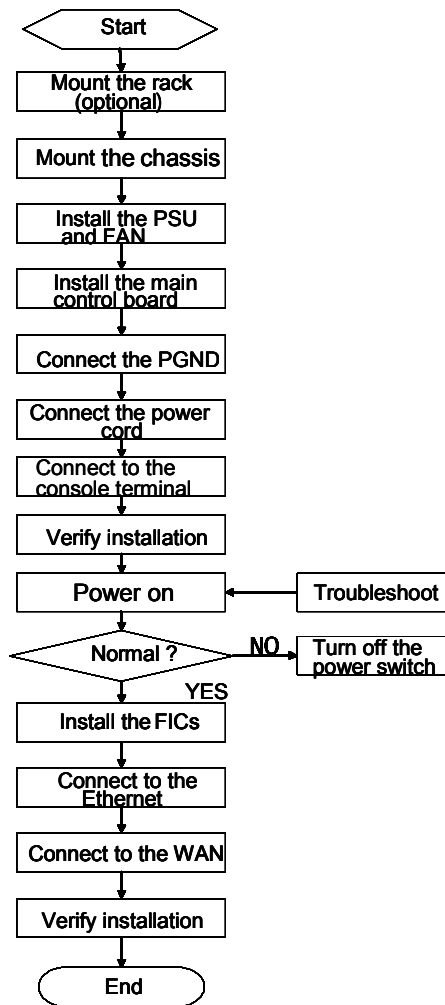 Start
Mount the rack
(optional)
Mount the chassis
Install the PSU
and FAN
Install the main
control board
Connect the PGND
Connect the power
cord
Connect to the
console terminal
Verify installation
Power on
Troubleshoot
Normal ?
NO
Turn off the
power switch
YES
Install the FICs
Connect to the
Ethernet
Connect to the WAN
Verify installation
End